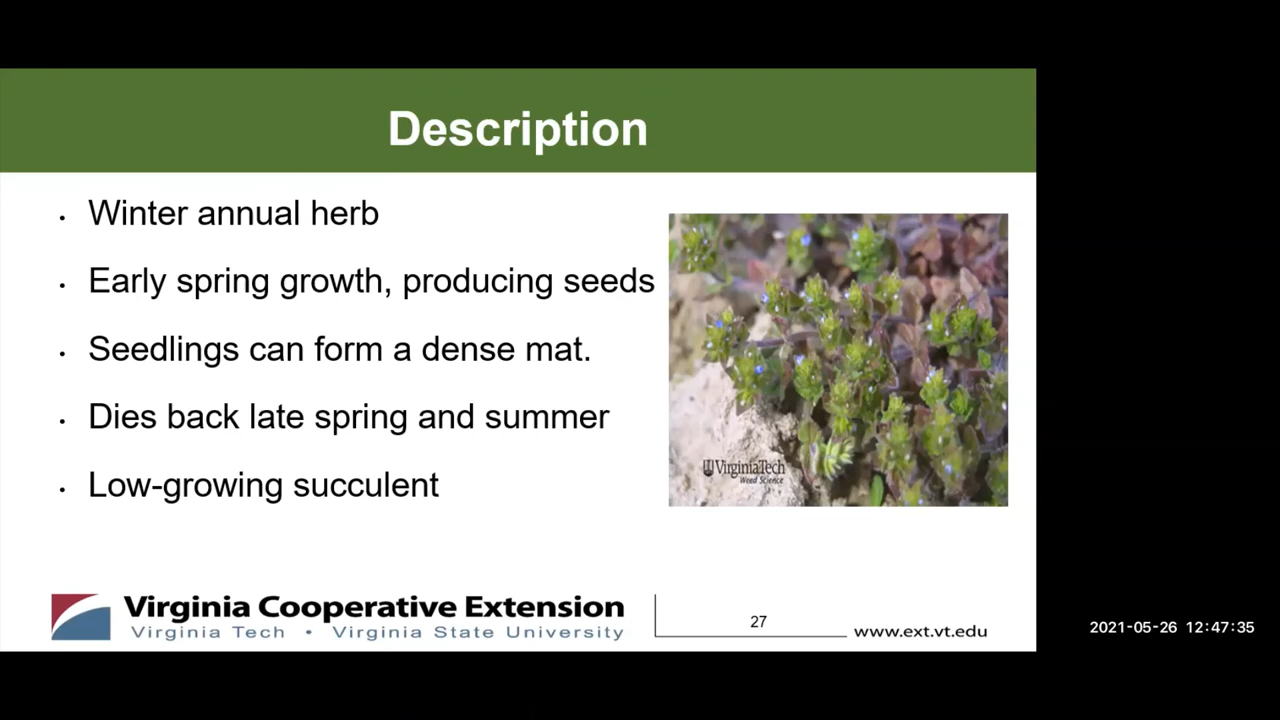 Description
• Winter annual herb
• Early spring growth, producing seeds
• Seedlings can form a dense mat.
• Dies back late spring and summer
• Low-growing succulent
VirginiaTech
Weed Science
Virginia Cooperative Extension
Virginia Tech • Virginia State University
27
www.ext.vt.edu
2021-05-26 12:47:35